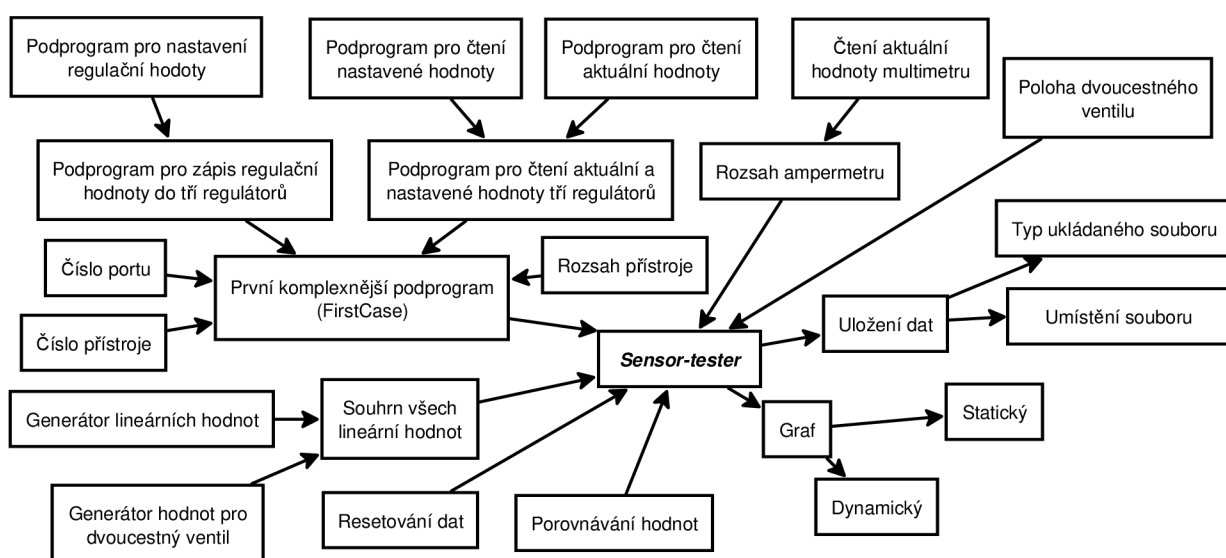 Podprogram pro nastavení
regulační hodoty
Podprogram pro čtení
nastavené hodnoty
Podprogram pro čtení
aktuální hodnoty
Čtení aktuální
hodnoty multimetru
Poloha dvoucestného
ventilu
Podprogram pro zápis regulační
hodnoty do tří regulátorů
Podprogram pro čtení aktuální a
nastavené hodnoty tří regulátorů
Rozsah ampermetru
Typ ukládaného souboru
Číslo portu
První komplexnější podprogram
(FirstCase)
Rozsah přístroje
Číslo přístroje
Sensor-tester
Uložení dat
Umístění souboru
Generátor lineárních hodnot
Souhrn všech
lineární hodnot
Graf
Statický
Generátor hodnot pro
dvoucestný ventil
Resetování dat
Porovnávání hodnot
Dynamický